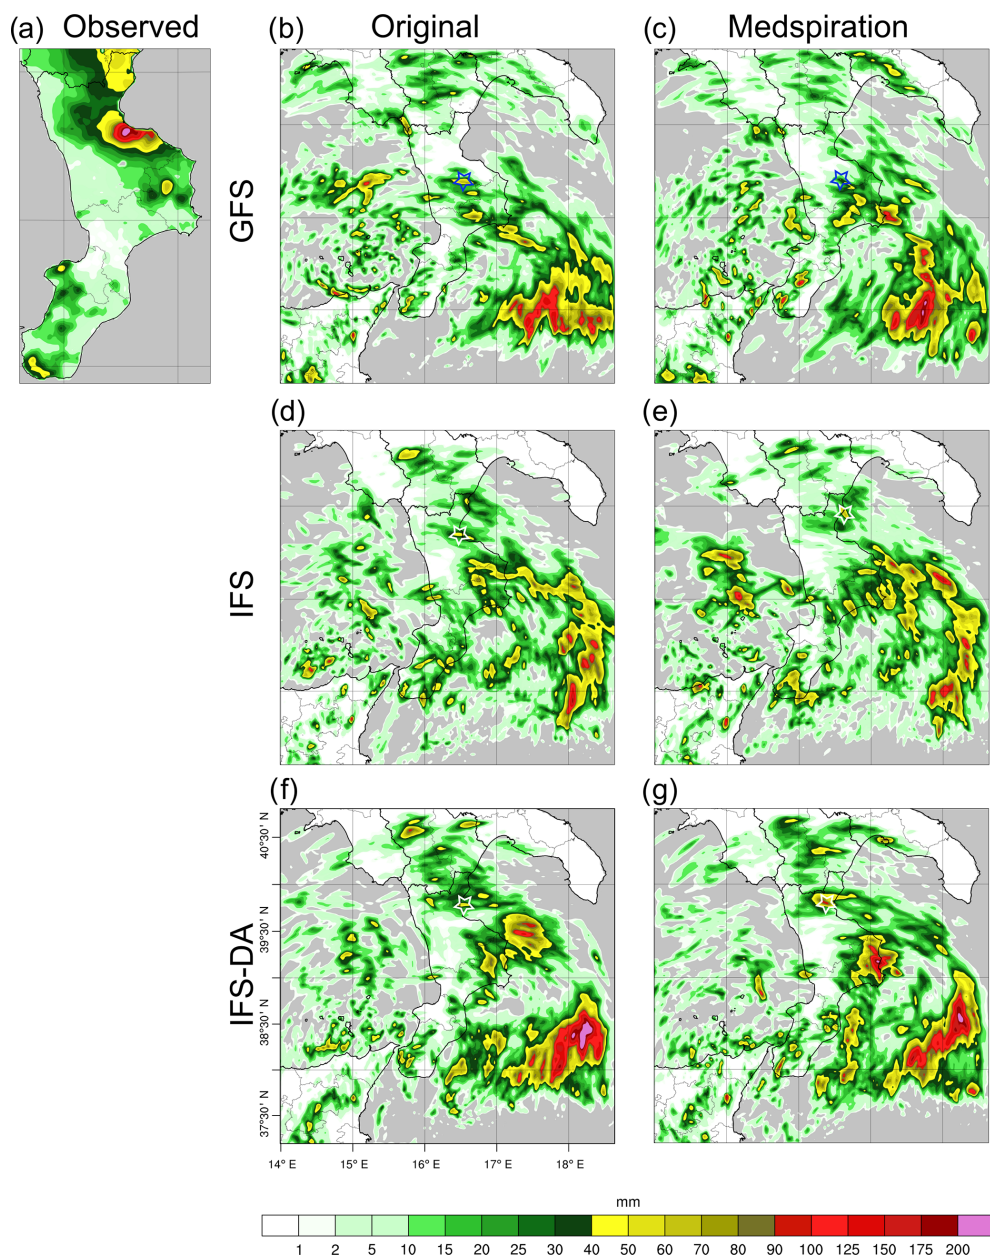 (a) Observed
(b) Original
(c) Medspiration
GFS
(d)
(e)
IFS
(f)
(g)
IFS-DA
40°30' N
39°30' N
38°30' N
37°30' N
14° E 15° E 16° E 17° E 18° E
mm
1 2 5 10 15 20 25 30 40 50 60 70 80 90 100 125 150 175 200